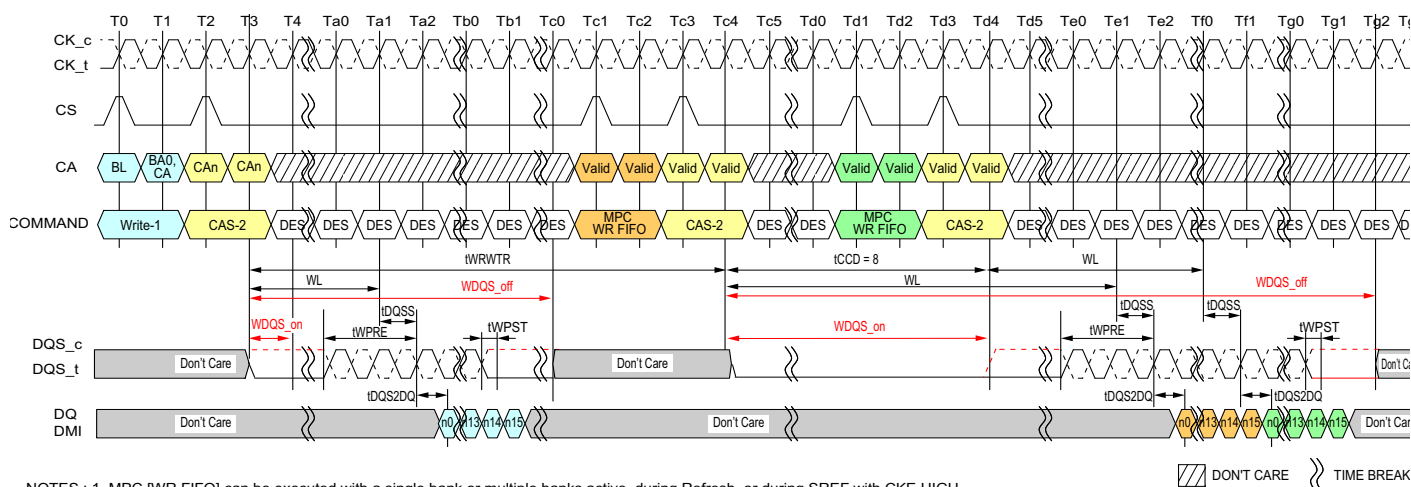 T0 T1 T2 T3 T4 Ta0 Ta1 Ta2 Tb0 Tb1 Tc0 Tc1 Tc2 Tc3 Tc4 Tc5 Td0 Td1 Td2 Td3 Td4 Td5 Te0 Te1 Te2 Tf0 Tf1 Tg0 Tg1 Tg2
CK_c
CK_t
CS
CA BL BA0, CA CAn CAn Valid Valid Valid Valid Valid Valid Valid Valid
COMMAND Write-1 CAS-2 DES DES DES DES DES DES DES MPC WR FIFO CAS-2 DES DES MPC WR FIFO CAS-2 DES DES DES DES DES DES DES DES DES
tWRWTR tCCD = 8 WL
WL WL
WDQS_off WDQS_off
tDQSS tDQSS tDQSS
WDQS_on tWPRE tWPST WDQS_on tWPRE tWPST
DQS_c
DQS_t Don't Care Don't Care
tDQS2DQ tDQS2DQ tDQS2DQ
DQ
DMI Don't Care n0 n13 n14 n15 Don't Care n0 n13 n14 n15 n0 n13 n14 n15
DON'T CARE TIME BREAK